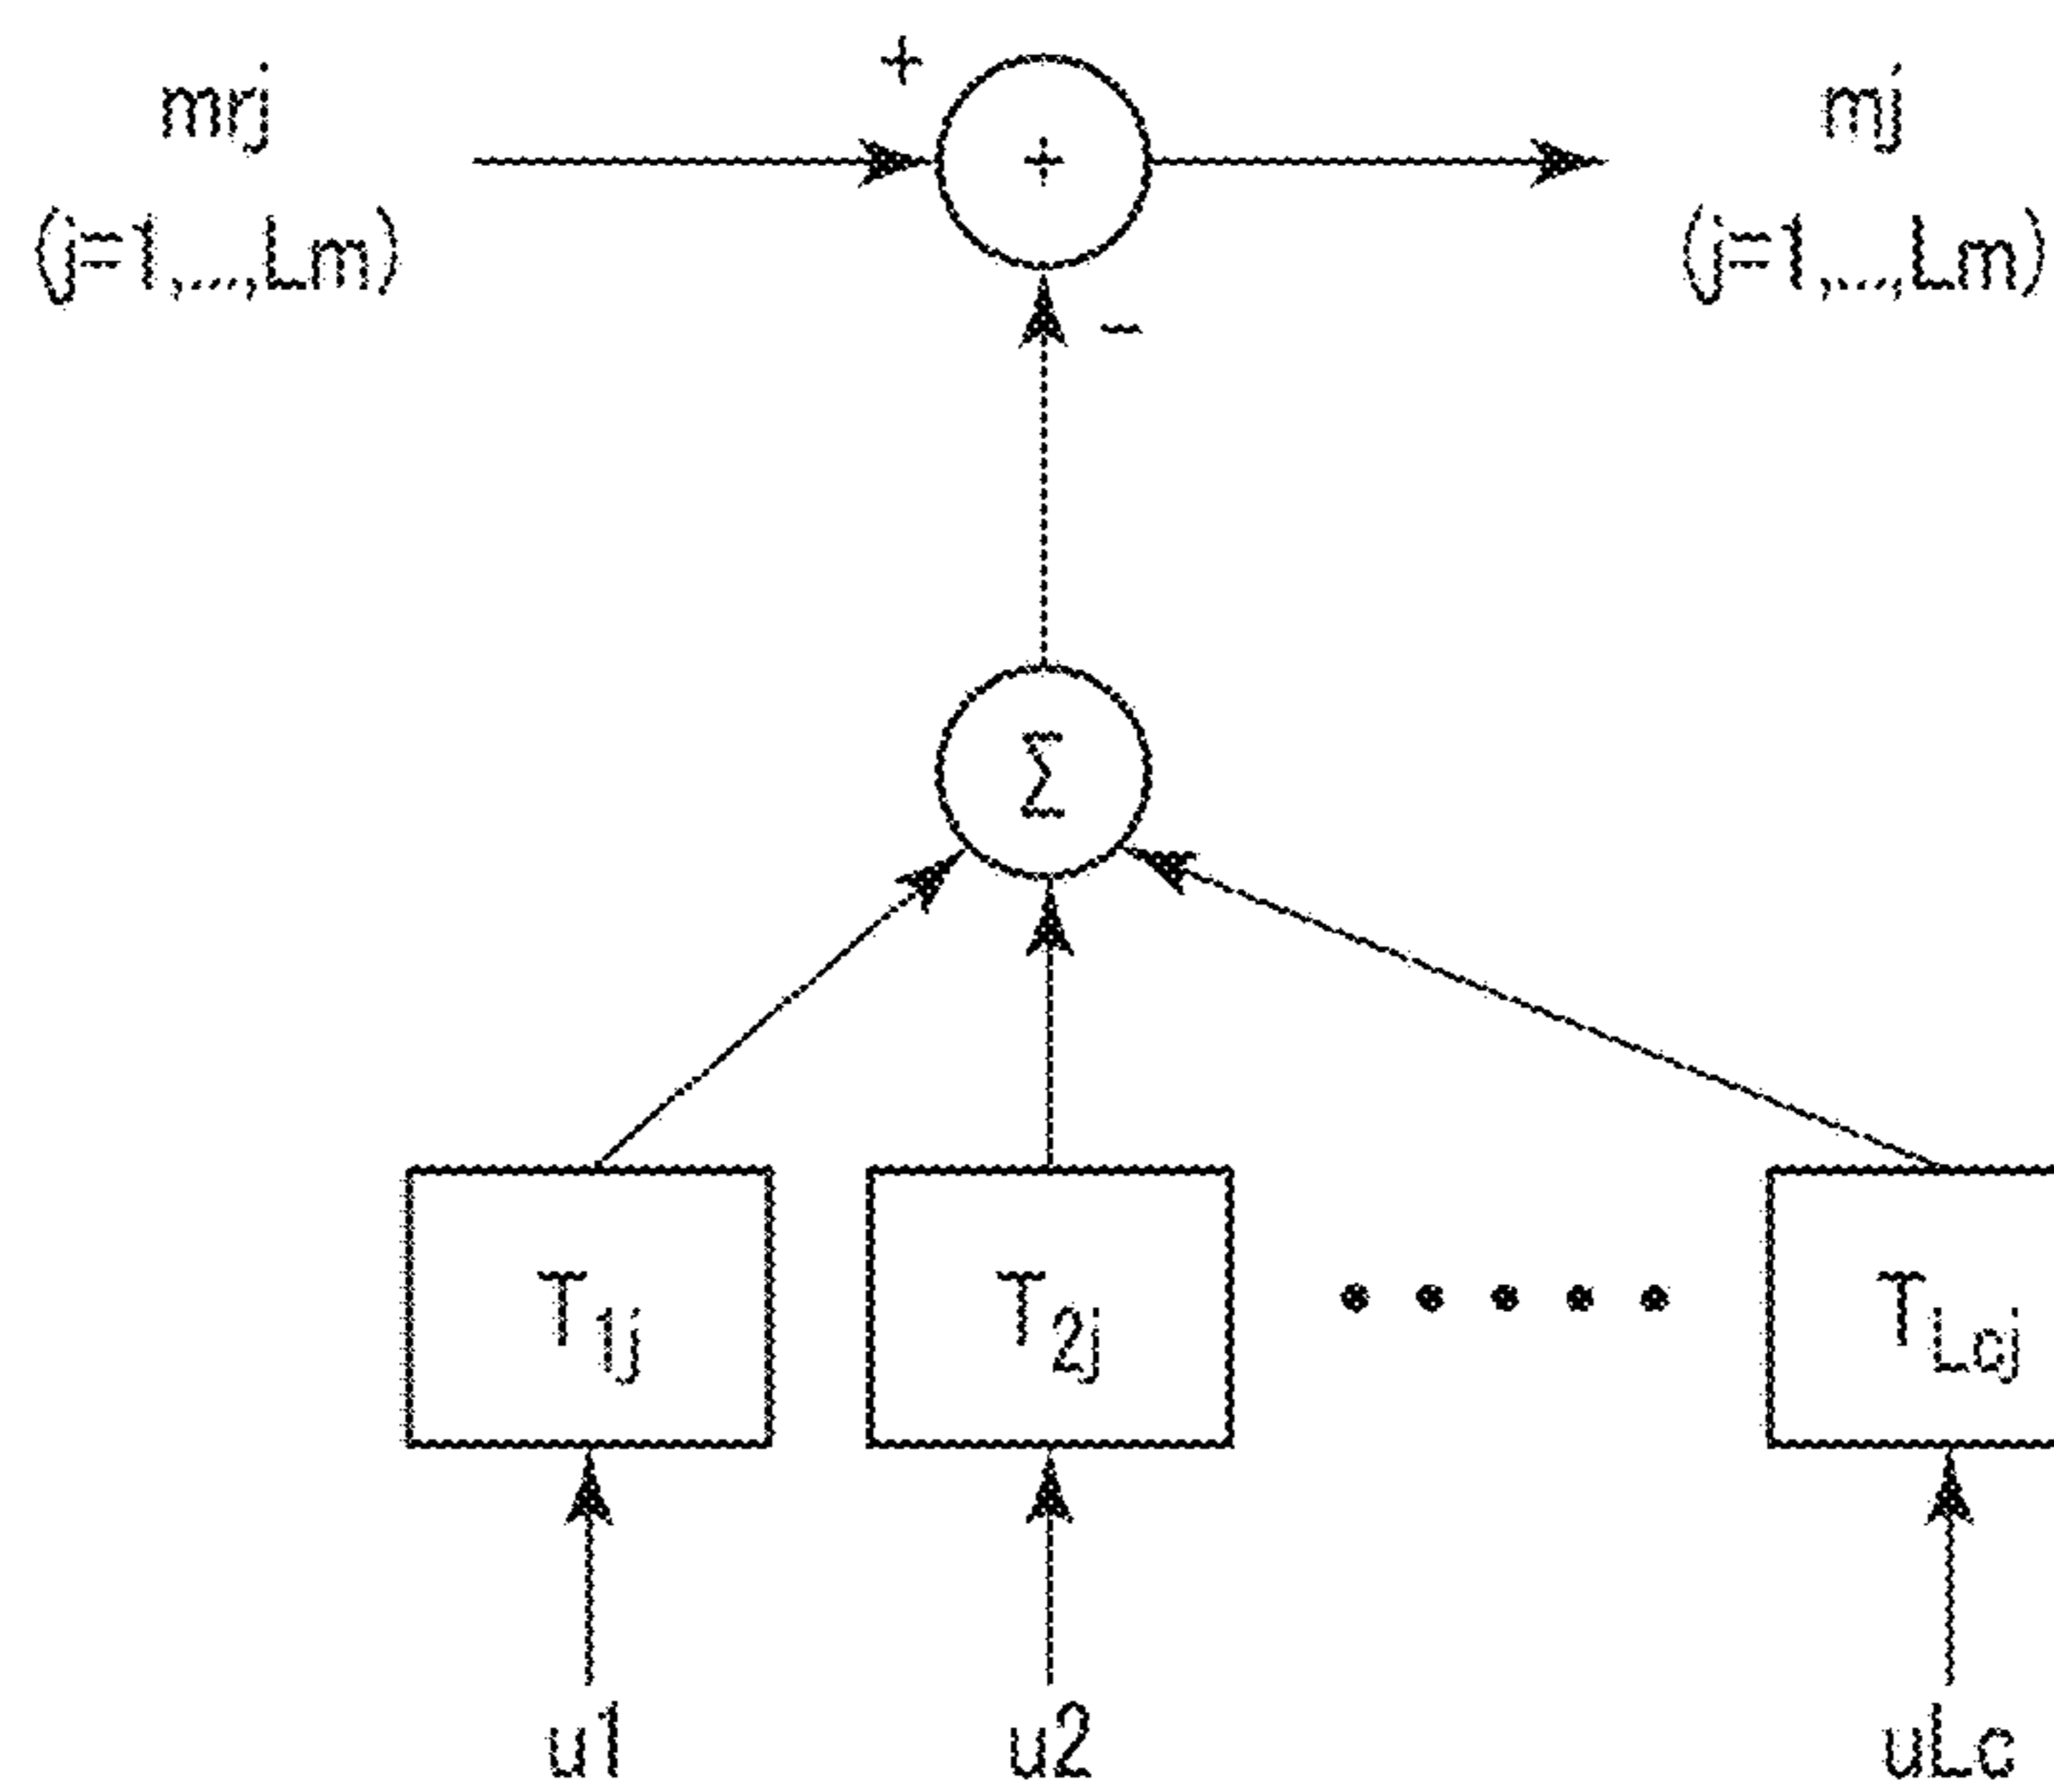 +
mrj
+
mj
(j=1,...,Lm)
(j=1,...,Lm)
−
Σ
T1j
T2j
TLcj
u1
u2
uLc